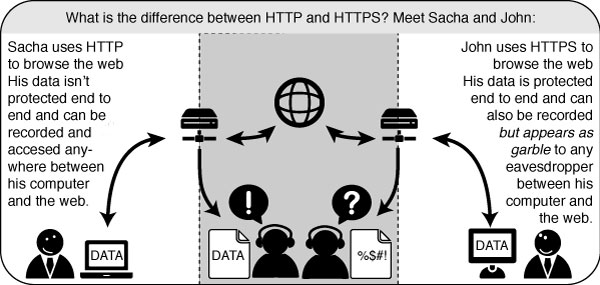 What is the difference between HTTP and HTTPS? Meet Sacha and John:
Sacha uses HTTP
to browse the web
His data isn't
protected end to
end and can be
recorded and
accesed any-
where between
his computer
and the web.
John uses HTTPS to
browse the web
His data is protected
end to end and can
also be recorded
but appears as
garble to any
eavesdropper
between his
computer and
the web.
!
?
DATA
DATA
%$#!
DATA